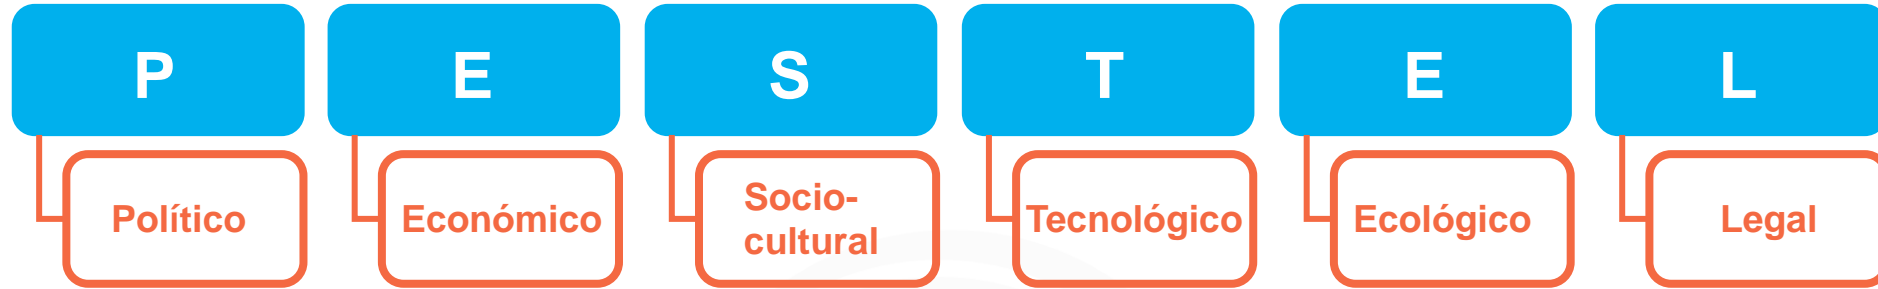 P
E
S
T
E
L
Político
Económico
Socio-
cultural
Tecnológico
Ecológico
Legal